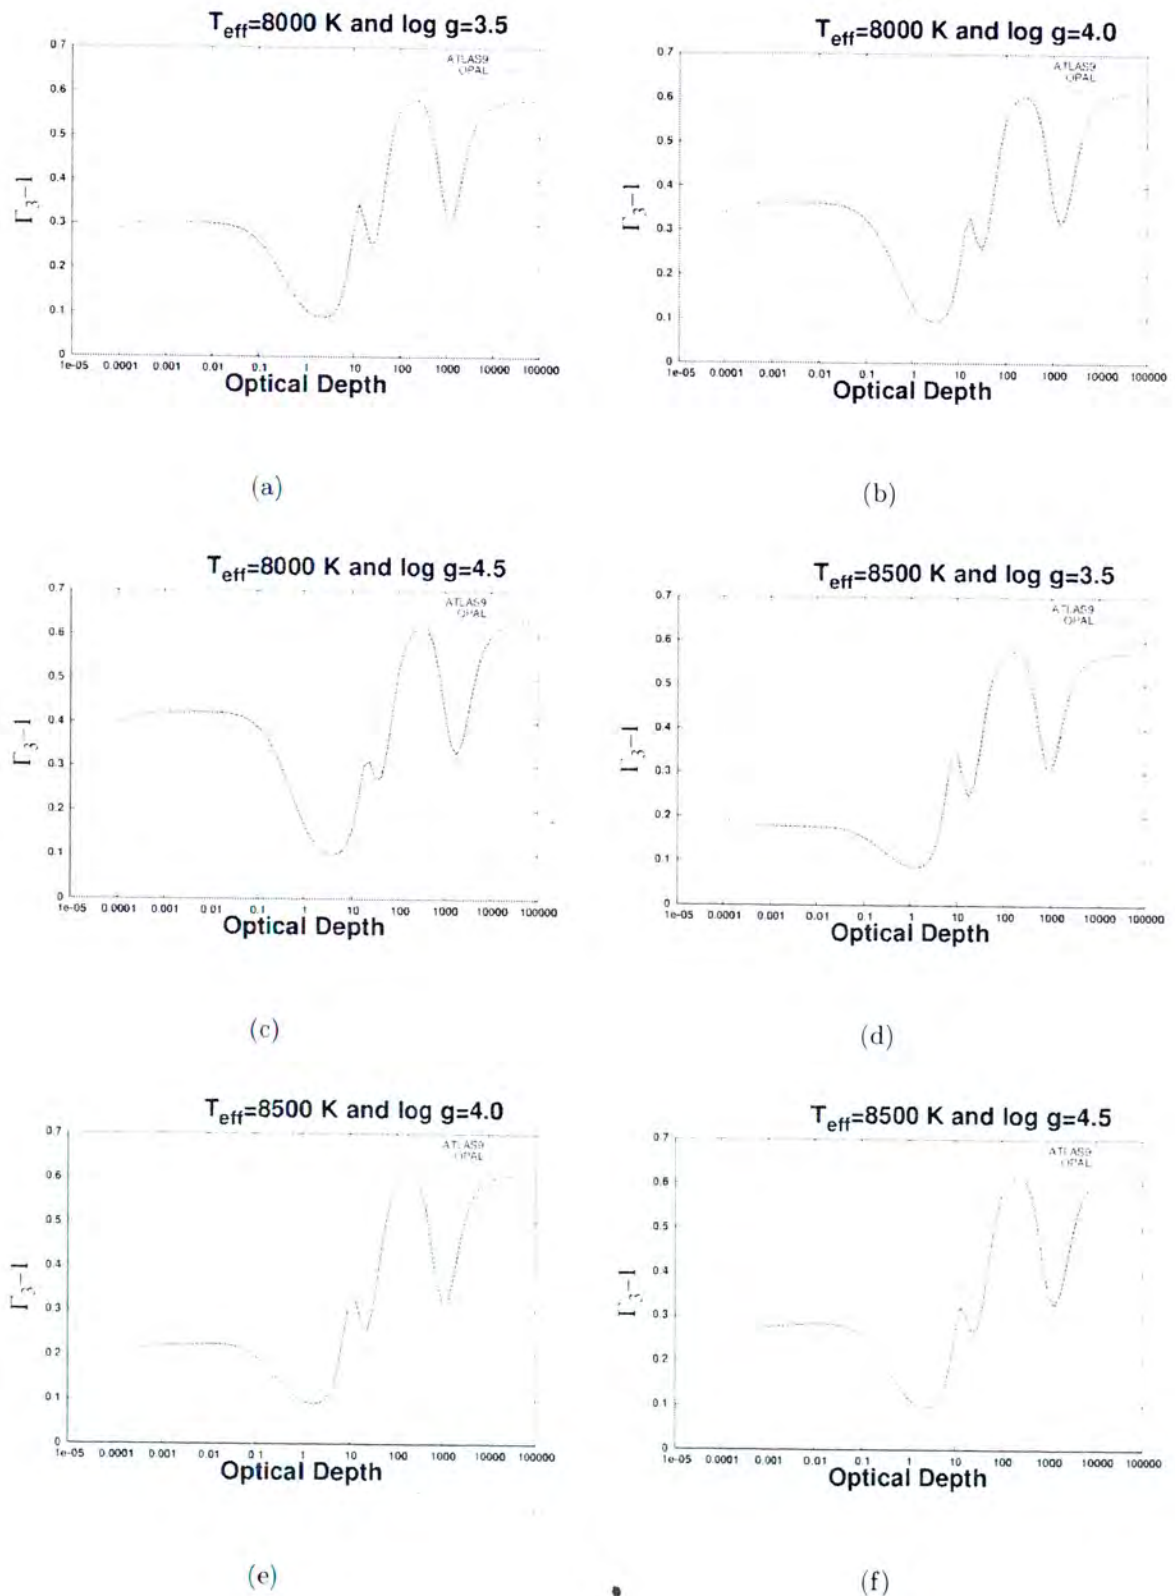 T_eff=8000 K and log g=3.5
0.7
0.6
0.5
0.4
0.3
0.2
0.1
0
Γ3−1
ATLAS9
OPAL
1e-05 0.0001 0.001 0.01 0.1 1 10 100 1000 10000 100000
Optical Depth
(a)
T_eff=8000 K and log g=4.0
0.7
0.6
0.5
0.4
0.3
0.2
0.1
0
Γ3−1
ATLAS9
OPAL
1e-05 0.0001 0.001 0.01 0.1 1 10 100 1000 10000 100000
Optical Depth
(b)
T_eff=8000 K and log g=4.5
0.7
0.6
0.5
0.4
0.3
0.2
0.1
0
Γ3−1
ATLAS9
OPAL
1e-05 0.0001 0.001 0.01 0.1 1 10 100 1000 10000 100000
Optical Depth
(c)
T_eff=8500 K and log g=3.5
0.7
0.6
0.5
0.4
0.3
0.2
0.1
0
Γ3−1
ATLAS9
OPAL
1e-05 0.0001 0.001 0.01 0.1 1 10 100 1000 10000 100000
Optical Depth
(d)
T_eff=8500 K and log g=4.0
0.7
0.6
0.5
0.4
0.3
0.2
0.1
0
Γ3−1
ATLAS9
OPAL
1e-05 0.0001 0.001 0.01 0.1 1 10 100 1000 10000 100000
Optical Depth
(e)
T_eff=8500 K and log g=4.5
0.7
0.6
0.5
0.4
0.3
0.2
0.1
0
Γ3−1
ATLAS9
OPAL
1e-05 0.0001 0.001 0.01 0.1 1 10 100 1000 10000 100000
Optical Depth
(f)